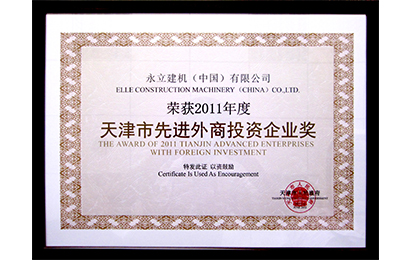 永立建机（中国）有限公司
ELLE CONSTRUCTION MACHINERY（CHINA）CO.,LTD.
荣获2011年度
天津市先进外商投资企业奖
THE AWARD OF 2011 TIANJIN ADVANCED ENTERPRISES
WITH FOREIGN INVESTMENT
特发此证 以资鼓励
Certificate Is Used As Encouragement